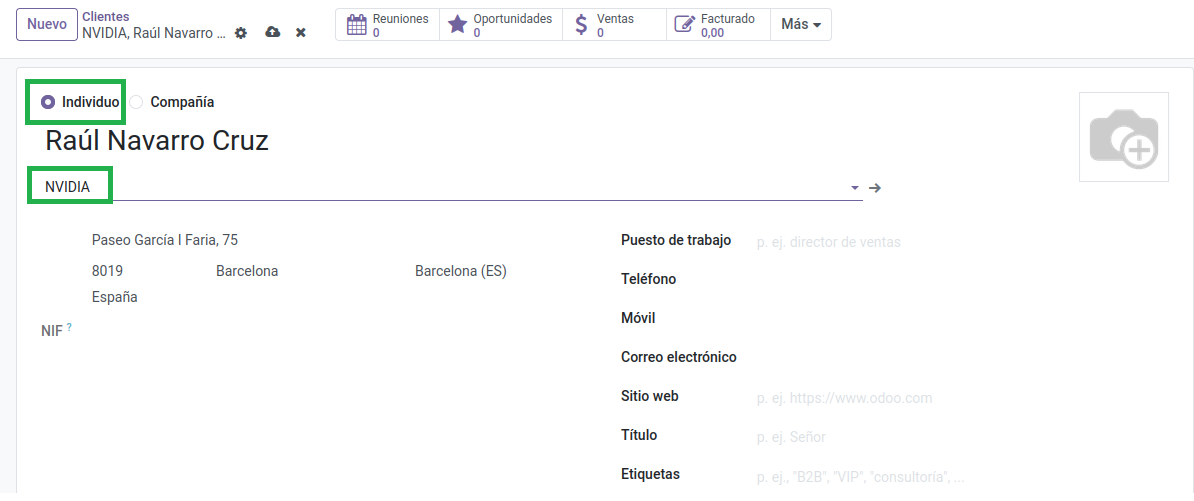 Nuevo
Clientes
NVIDIA, Raúl Navarro ...
Reuniones
0
Oportunidades
0
Ventas
0
Facturado
0,00
Más
Individuo
Compañía
Raúl Navarro Cruz
NVIDIA
Paseo García I Faria, 75
8019 Barcelona Barcelona (ES)
España
NIF ?
Puesto de trabajo p. ej. director de ventas
Teléfono
Móvil
Correo electrónico
Sitio web p. ej. https://www.odoo.com
Título p. ej. Señor
Etiquetas p. ej., "B2B", "VIP", "consultoría", ...